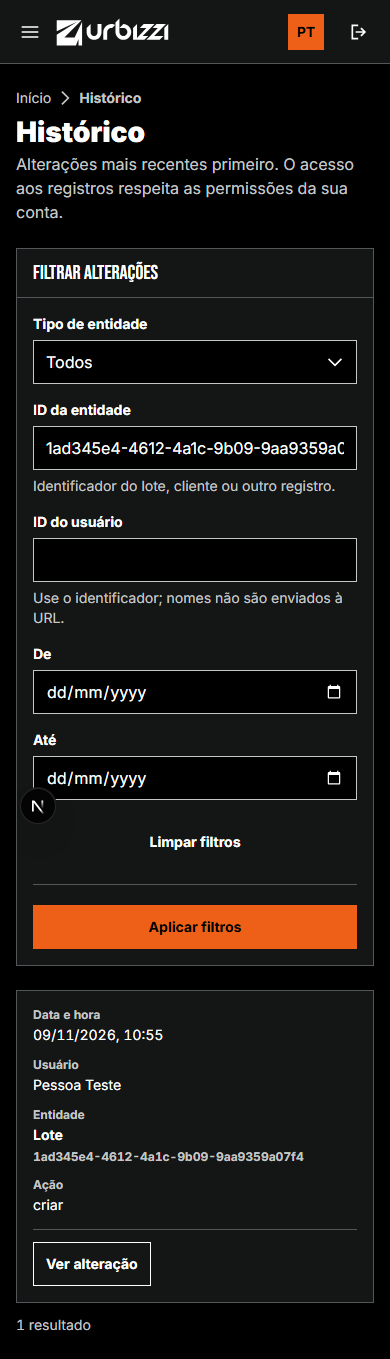 urbizzi
PT
Início
Histórico
Histórico
Alterações mais recentes primeiro. O acesso
aos registros respeita as permissões da sua
conta.
FILTRAR ALTERAÇÕES
Tipo de entidade
Todos
ID da entidade
1ad345e4-4612-4a1c-9b09-9aa9359a0
Identificador do lote, cliente ou outro registro.
ID do usuário
Use o identificador; nomes não são enviados à
URL.
De
dd/mm/yyyy
Até
dd/mm/yyyy
N
Limpar filtros
Aplicar filtros
Data e hora
09/11/2026, 10:55
Usuário
Pessoa Teste
Entidade
Lote
1ad345e4-4612-4a1c-9b09-9aa9359a07f4
Ação
criar
Ver alteração
1 resultado